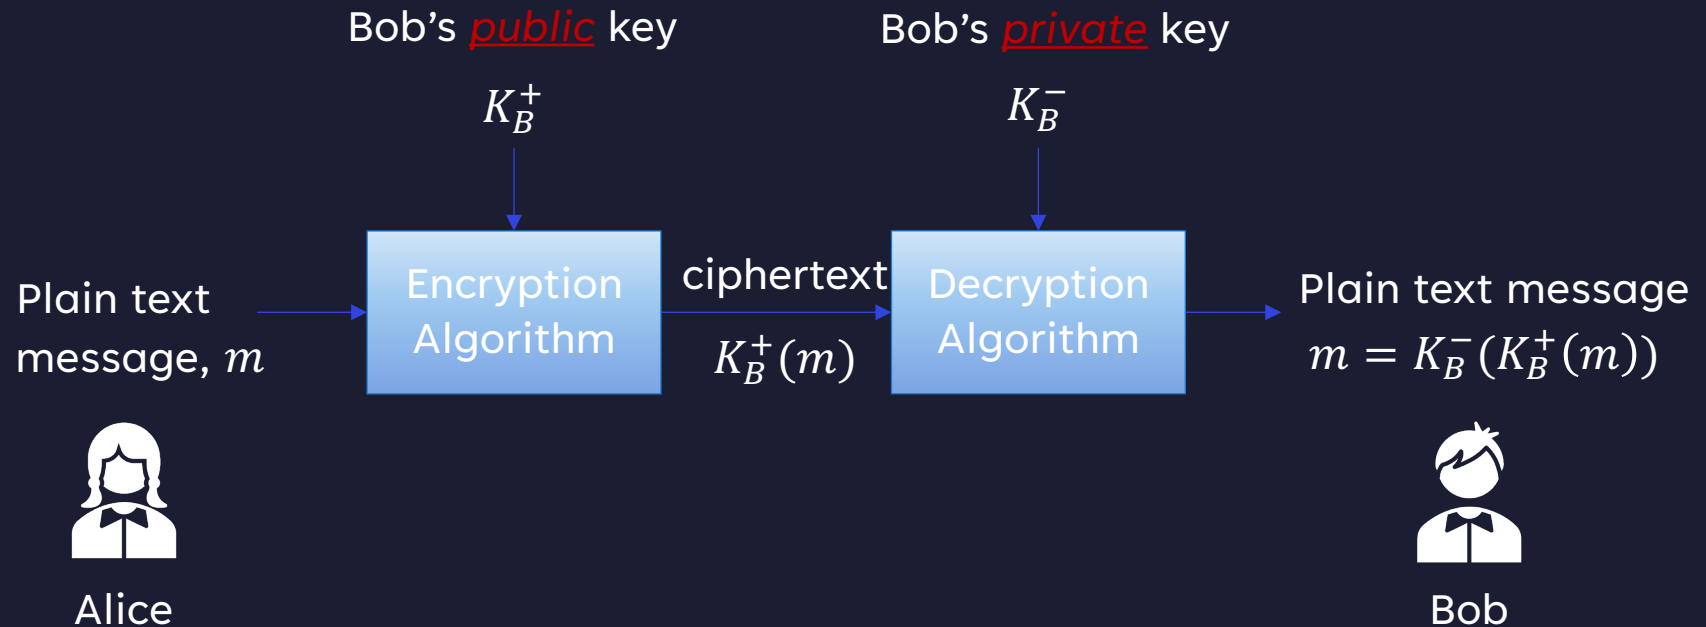 Bob's public key
Bob's private key
K_B^+
K_B^-
Plain text
message, m
Encryption
Algorithm
ciphertext
K_B^+(m)
Decryption
Algorithm
Plain text message
m = K_B^-(K_B^+(m))
Alice
Bob